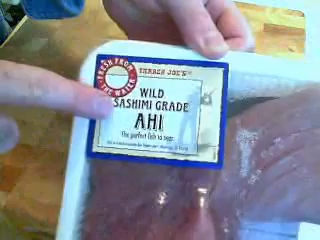 FRESH FROM
THE WATER
TRADER JOE'S
WILD
SASHIMI GRADE
AHI
The perfect fish to sear.